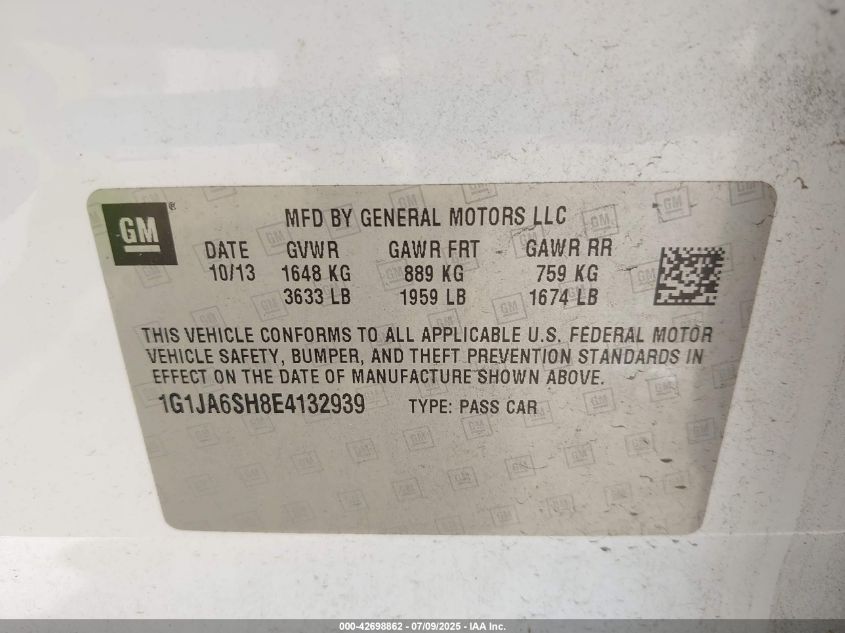 GM ®
MFD BY GENERAL MOTORS LLC
DATE GVWR GAWR FRT GAWR RR
10/13 1648 KG 889 KG 759 KG
3633 LB 1959 LB 1674 LB
THIS VEHICLE CONFORMS TO ALL APPLICABLE U.S. FEDERAL MOTOR
VEHICLE SAFETY, BUMPER, AND THEFT PREVENTION STANDARDS IN
EFFECT ON THE DATE OF MANUFACTURE SHOWN ABOVE.
1G1JA6SH8E4132939 TYPE: PASS CAR
000-42698862 - 07/09/2025 - IAA Inc.